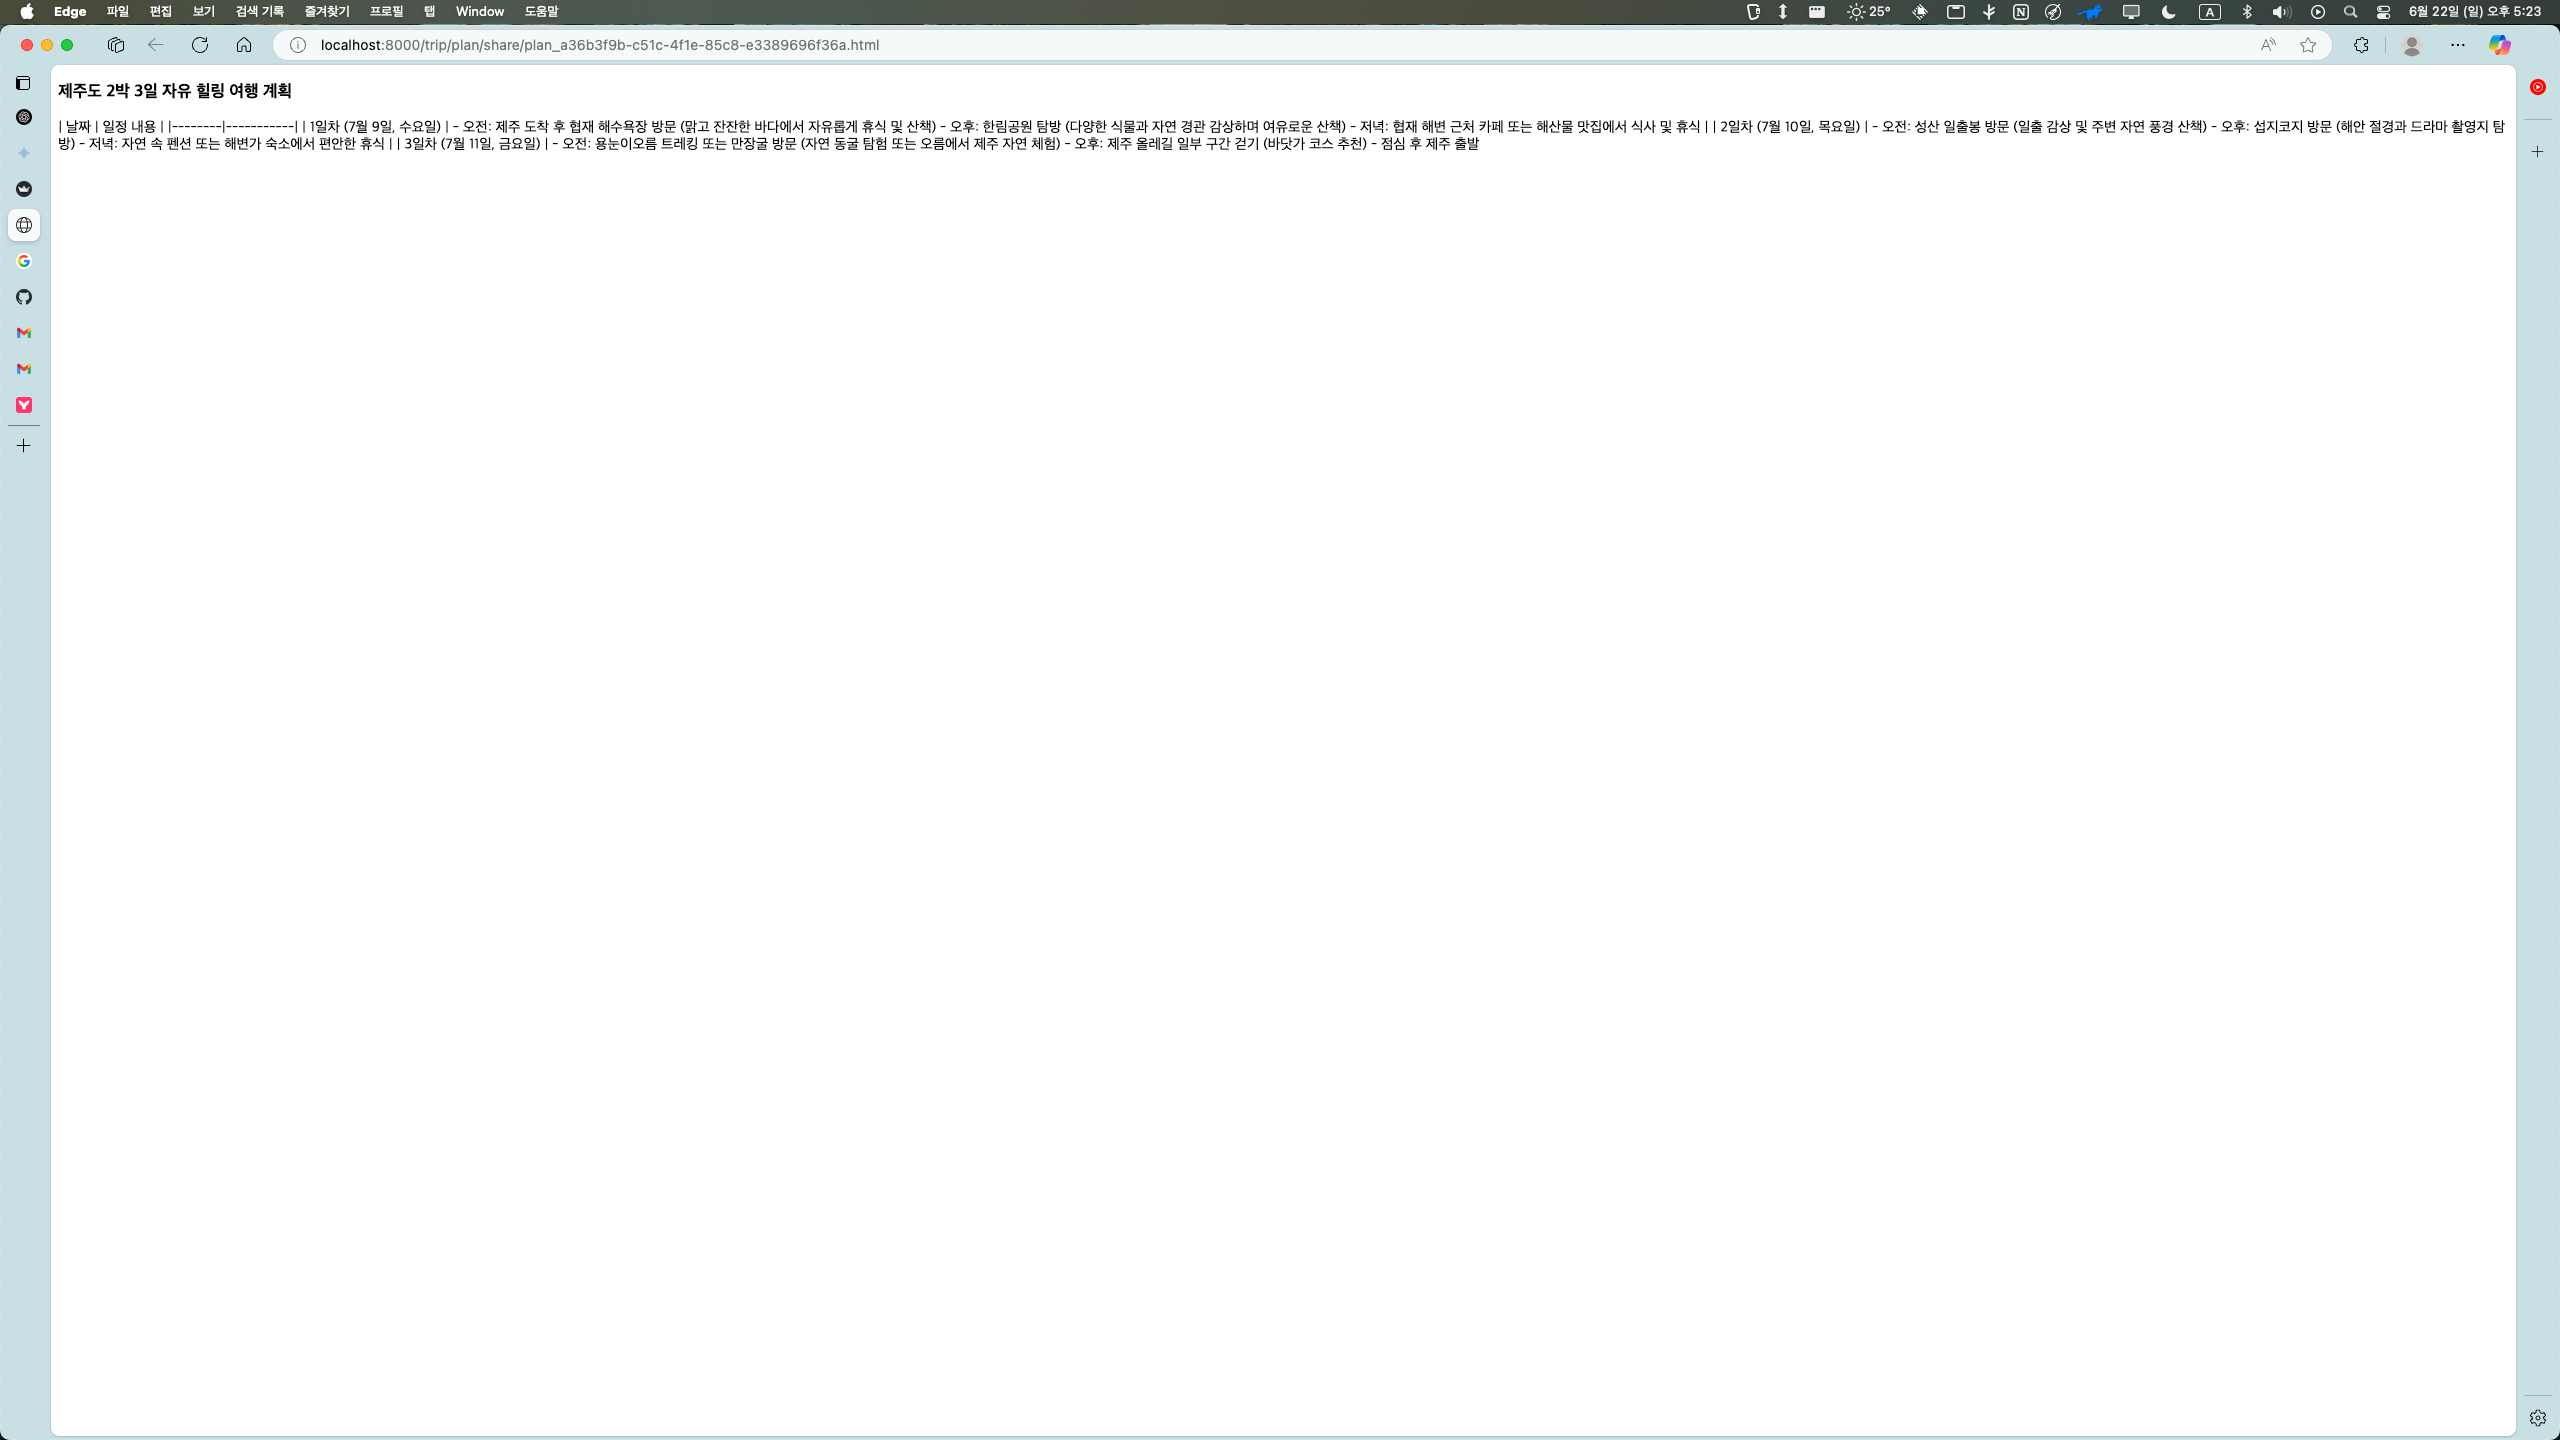 Edge 파일 편집 보기 검색 기록 즐겨찾기 프로필 탭 Window 도움말 25° N A 6월 22일 (일) 오후 5:23
localhost:8000/trip/plan/share/plan_a36b3f9b-c51c-4f1e-85c8-e3389696f36a.html
제주도 2박 3일 자유 힐링 여행 계획
| 날짜 | 일정 내용 | |--------|-----------| | 1일차 (7월 9일, 수요일) | - 오전: 제주 도착 후 협재 해수욕장 방문 (맑고 잔잔한 바다에서 자유롭게 휴식 및 산책) - 오후: 한림공원 탐방 (다양한 식물과 자연 경관 감상하며 여유로운 산책) - 저녁: 협재 해변 근처 카페 또는 해산물 맛집에서 식사 및 휴식 | | 2일차 (7월 10일, 목요일) | - 오전: 성산 일출봉 방문 (일출 감상 및 주변 자연 풍경 산책) - 오후: 섭지코지 방문 (해안 절경과 드라마 촬영지 탐
방) - 저녁: 자연 속 펜션 또는 해변가 숙소에서 편안한 휴식 | | 3일차 (7월 11일, 금요일) | - 오전: 용눈이오름 트레킹 또는 만장굴 방문 (자연 동굴 탐험 또는 오름에서 제주 자연 체험) - 오후: 제주 올레길 일부 구간 걷기 (바닷가 코스 추천) - 점심 후 제주 출발